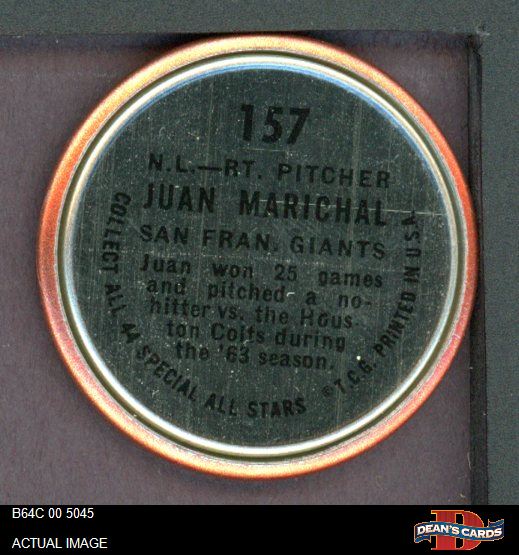 157
N.L.—RT. PITCHER
JUAN MARICHAL
SAN FRAN. GIANTS
Juan won 25 games
and pitched a no-
hitter vs. the Hous-
ton Colts during
the '63 season.
COLLECT ALL 44 SPECIAL ALL STARS
©T.C.G. PRINTED IN U.S.A.
B64C 00 5045
ACTUAL IMAGE
D
DEAN'S CARDS